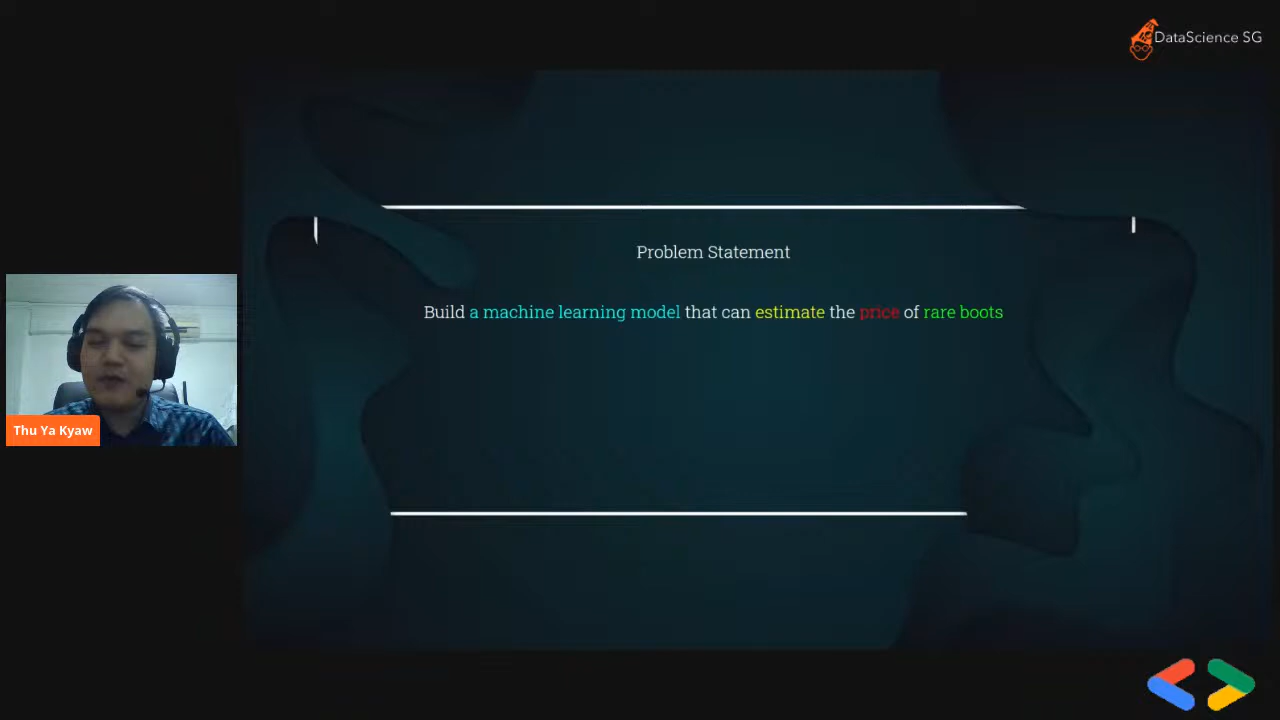 DataScience SG
Problem Statement
Build a machine learning model that can estimate the price of rare boots
Thu Ya Kyaw